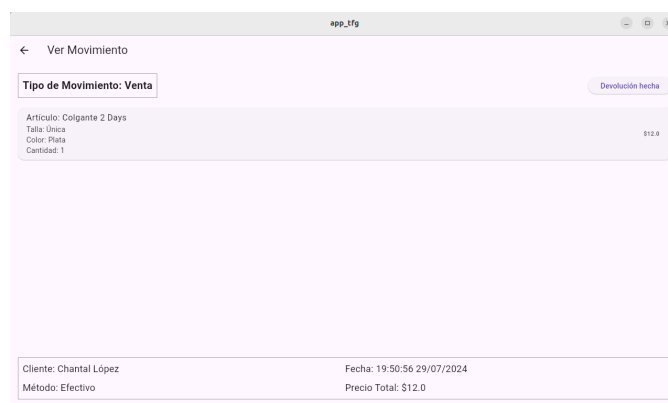 app_tfg
Ver Movimiento
Tipo de Movimiento: Venta
Devolución hecha
Artículo: Colgante 2 Days
Talla: Única
Color: Plata
Cantidad: 1
$12.0
Cliente: Chantal López
Fecha: 19:50:56 29/07/2024
Método: Efectivo
Precio Total: $12.0